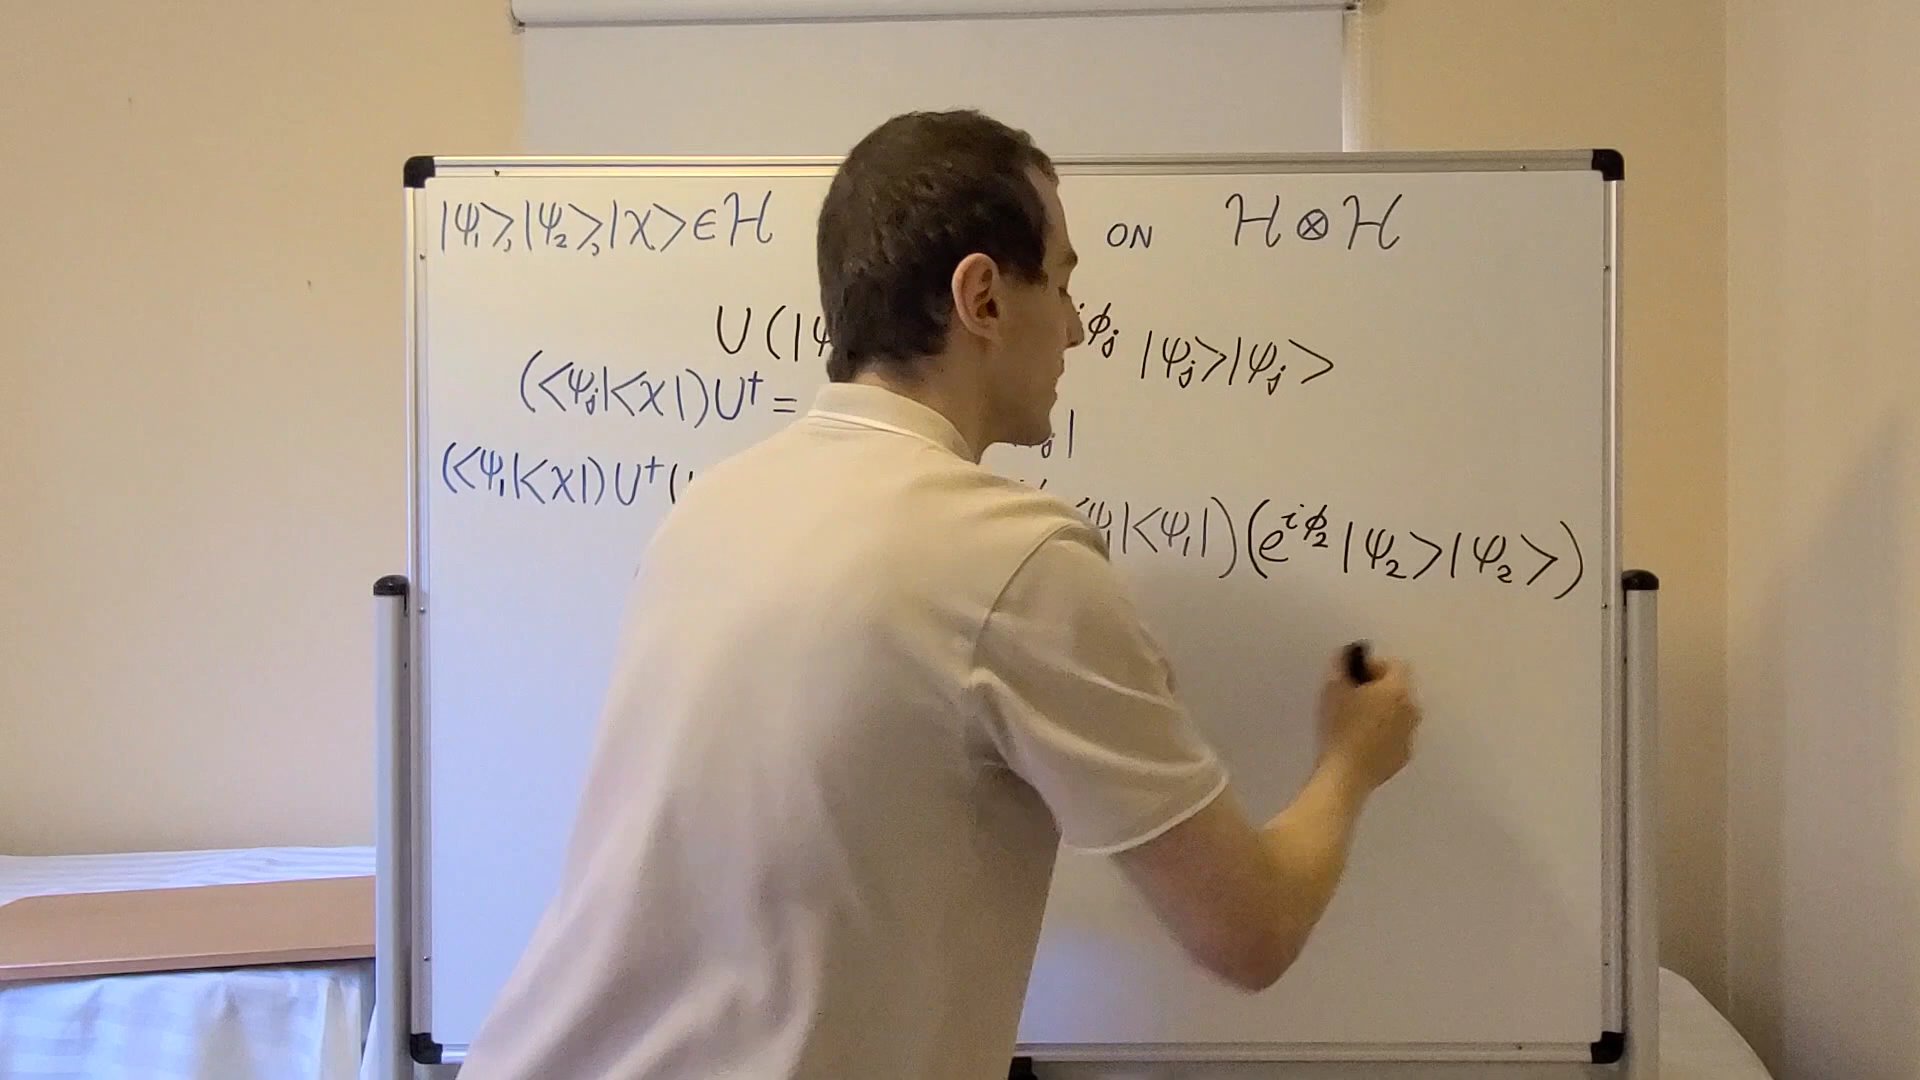 |ψ₁>,|ψ₂>,|χ>∈ℋ ON ℋ⊗ℋ
U(|ψ iϕⱼ |ψⱼ>|ψⱼ>
(<ψⱼ|<χ|)U† = ⱼ|
(<ψ₁|<χ|)U†( <ψ₁|<ψ₁|)(e^{iϕ₂}|ψ₂>|ψ₂>)